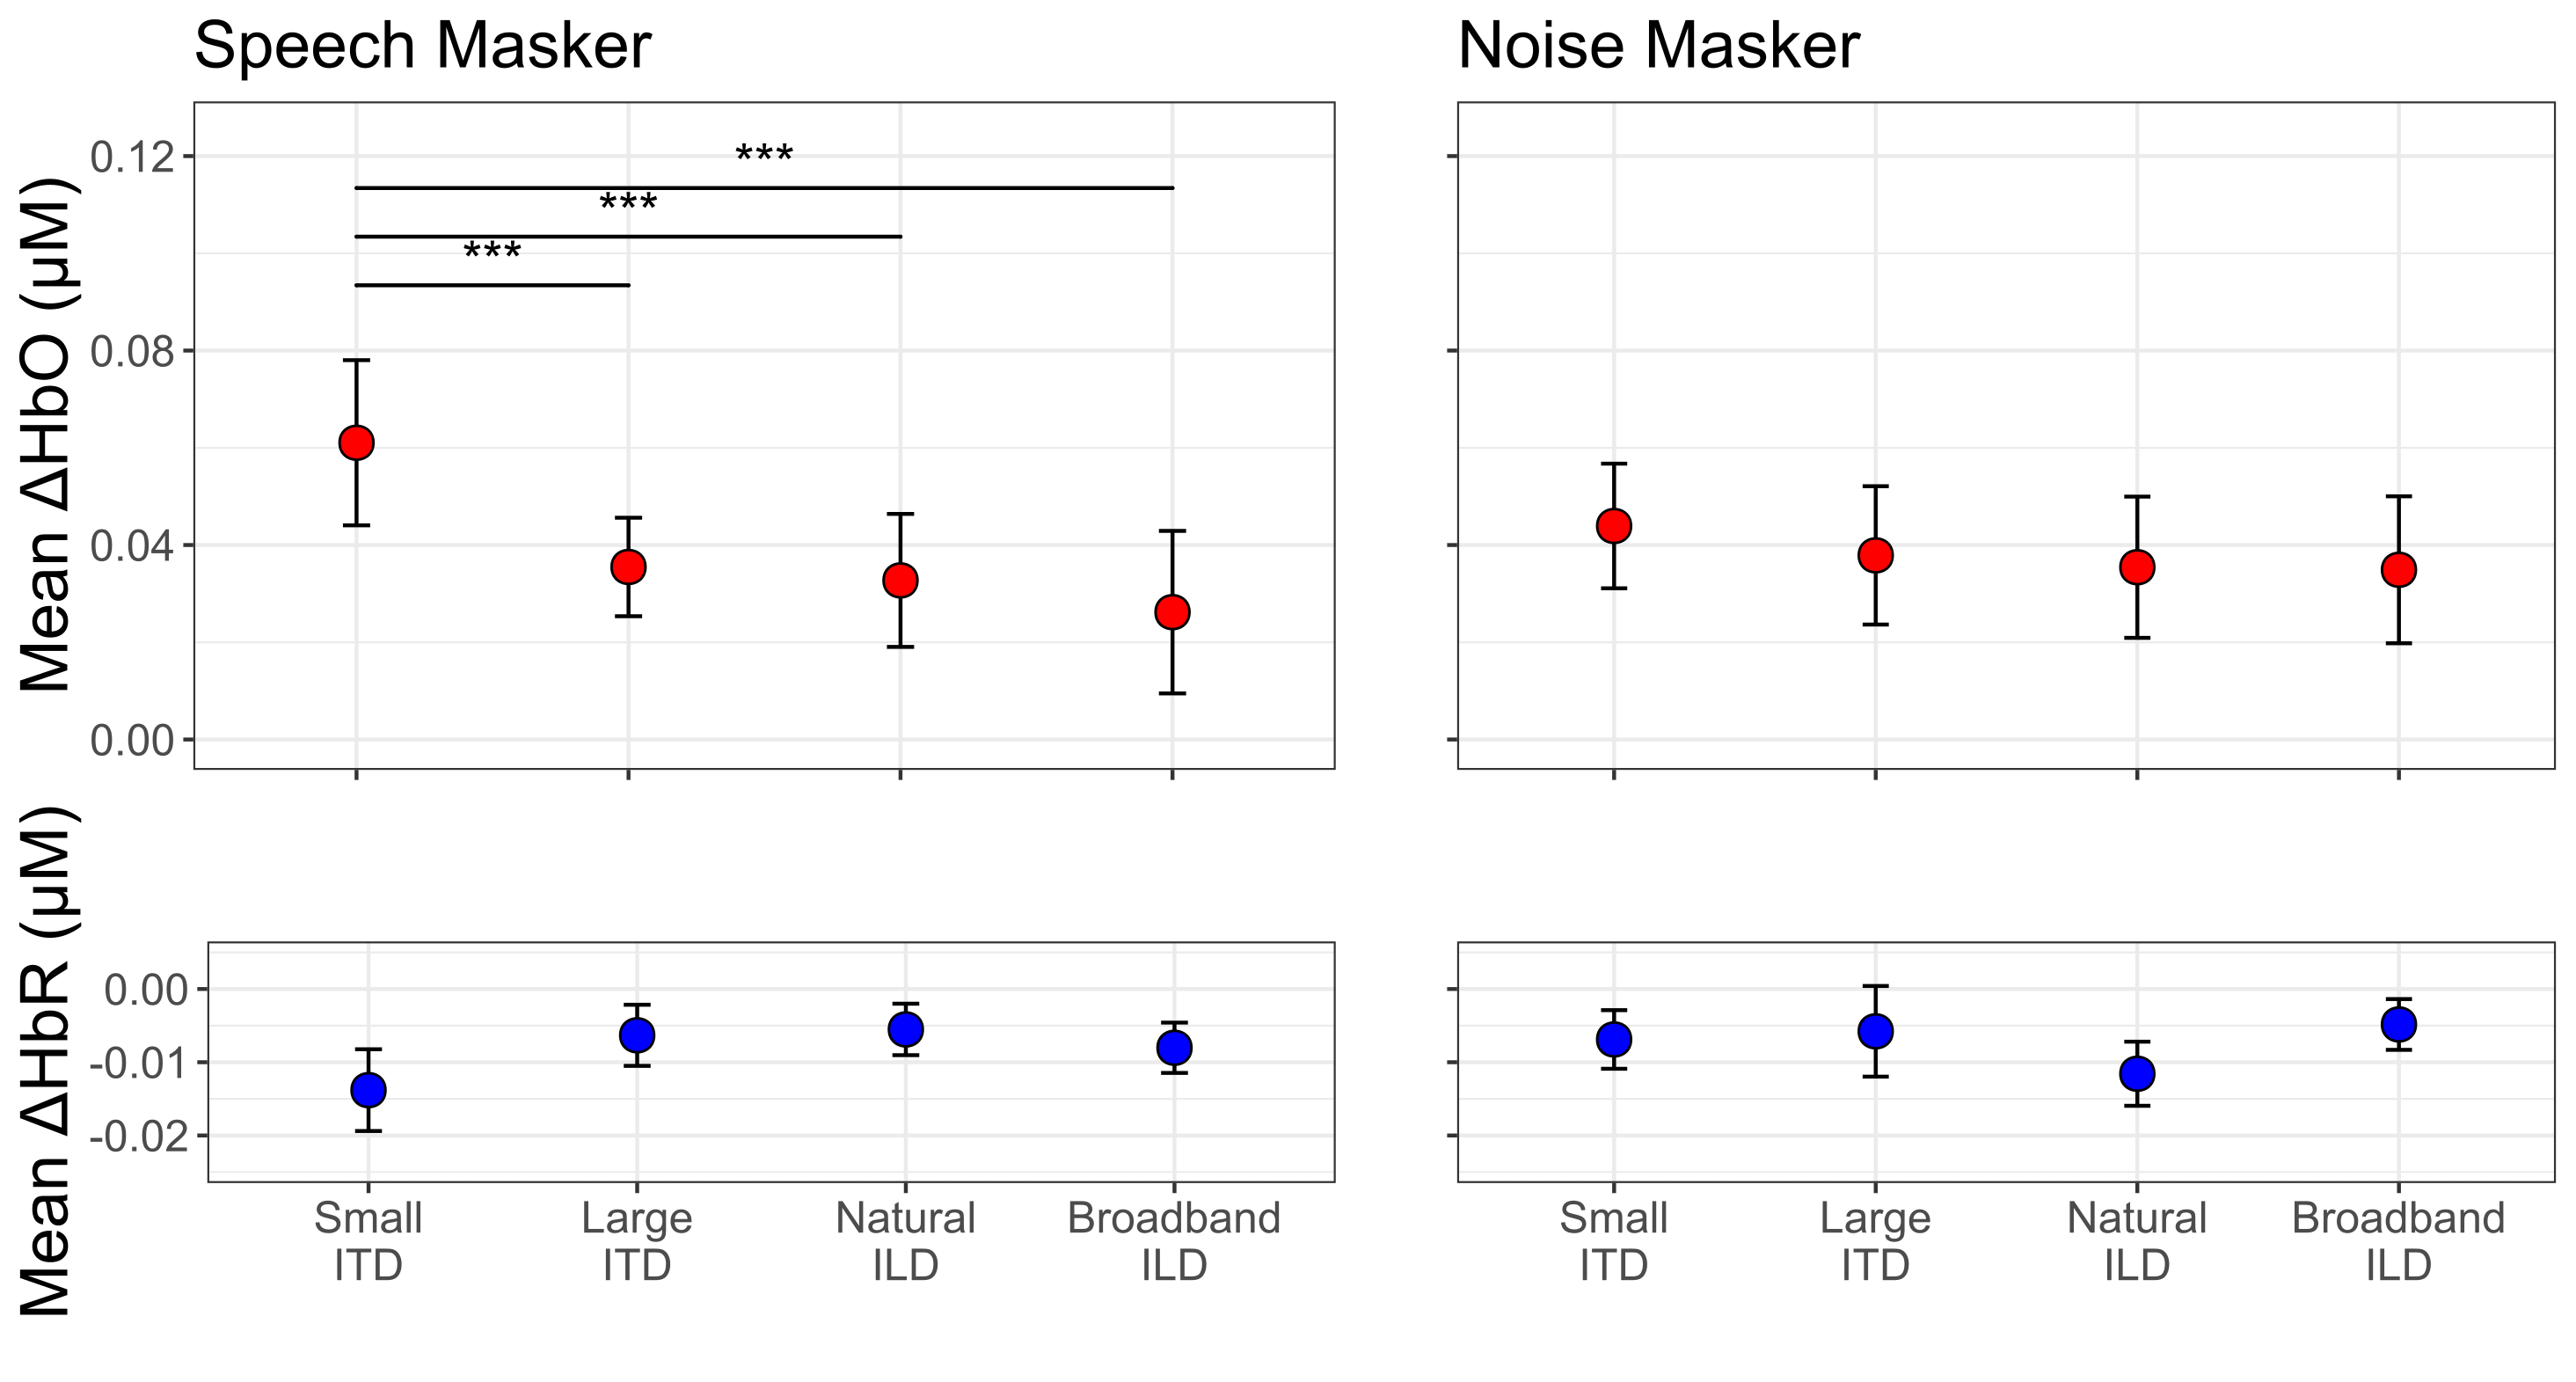 Speech Masker
Noise Masker
Mean ΔHbO (µM)
0.12
0.08
0.04
0.00
***
***
***
Mean ΔHbR (µM)
0.00
-0.01
-0.02
Small
ITD
Large
ITD
Natural
ILD
Broadband
ILD
Small
ITD
Large
ITD
Natural
ILD
Broadband
ILD